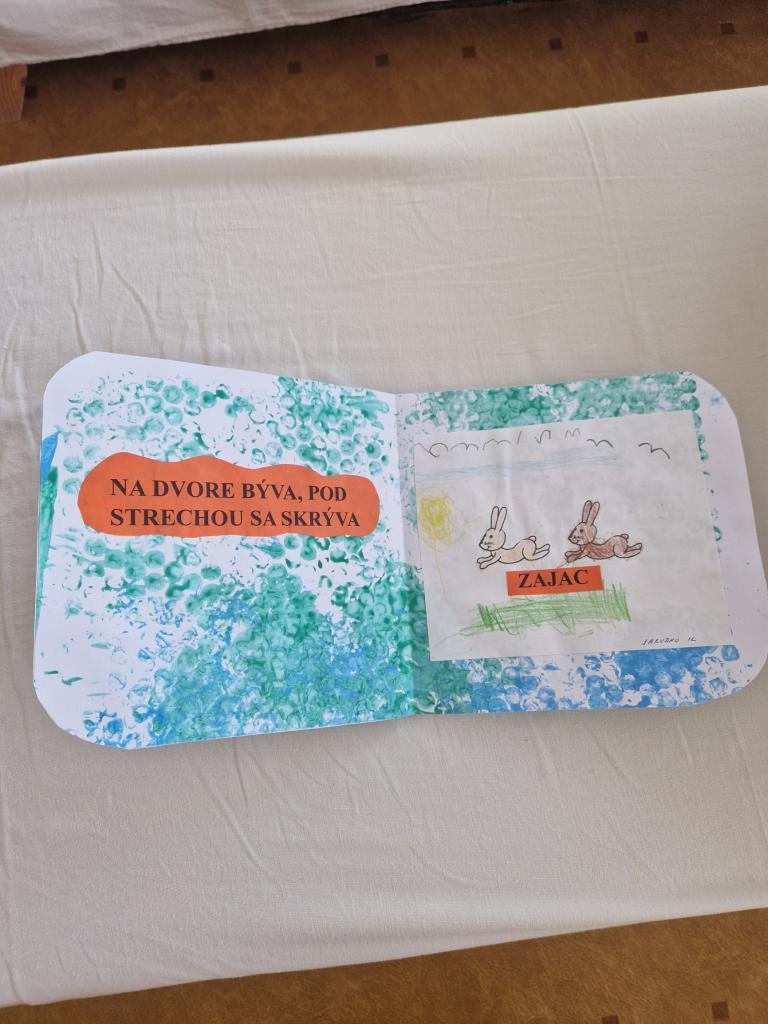 NA DVORE BÝVA, POD
STRECHOU SA SKRÝVA
ZAJAC